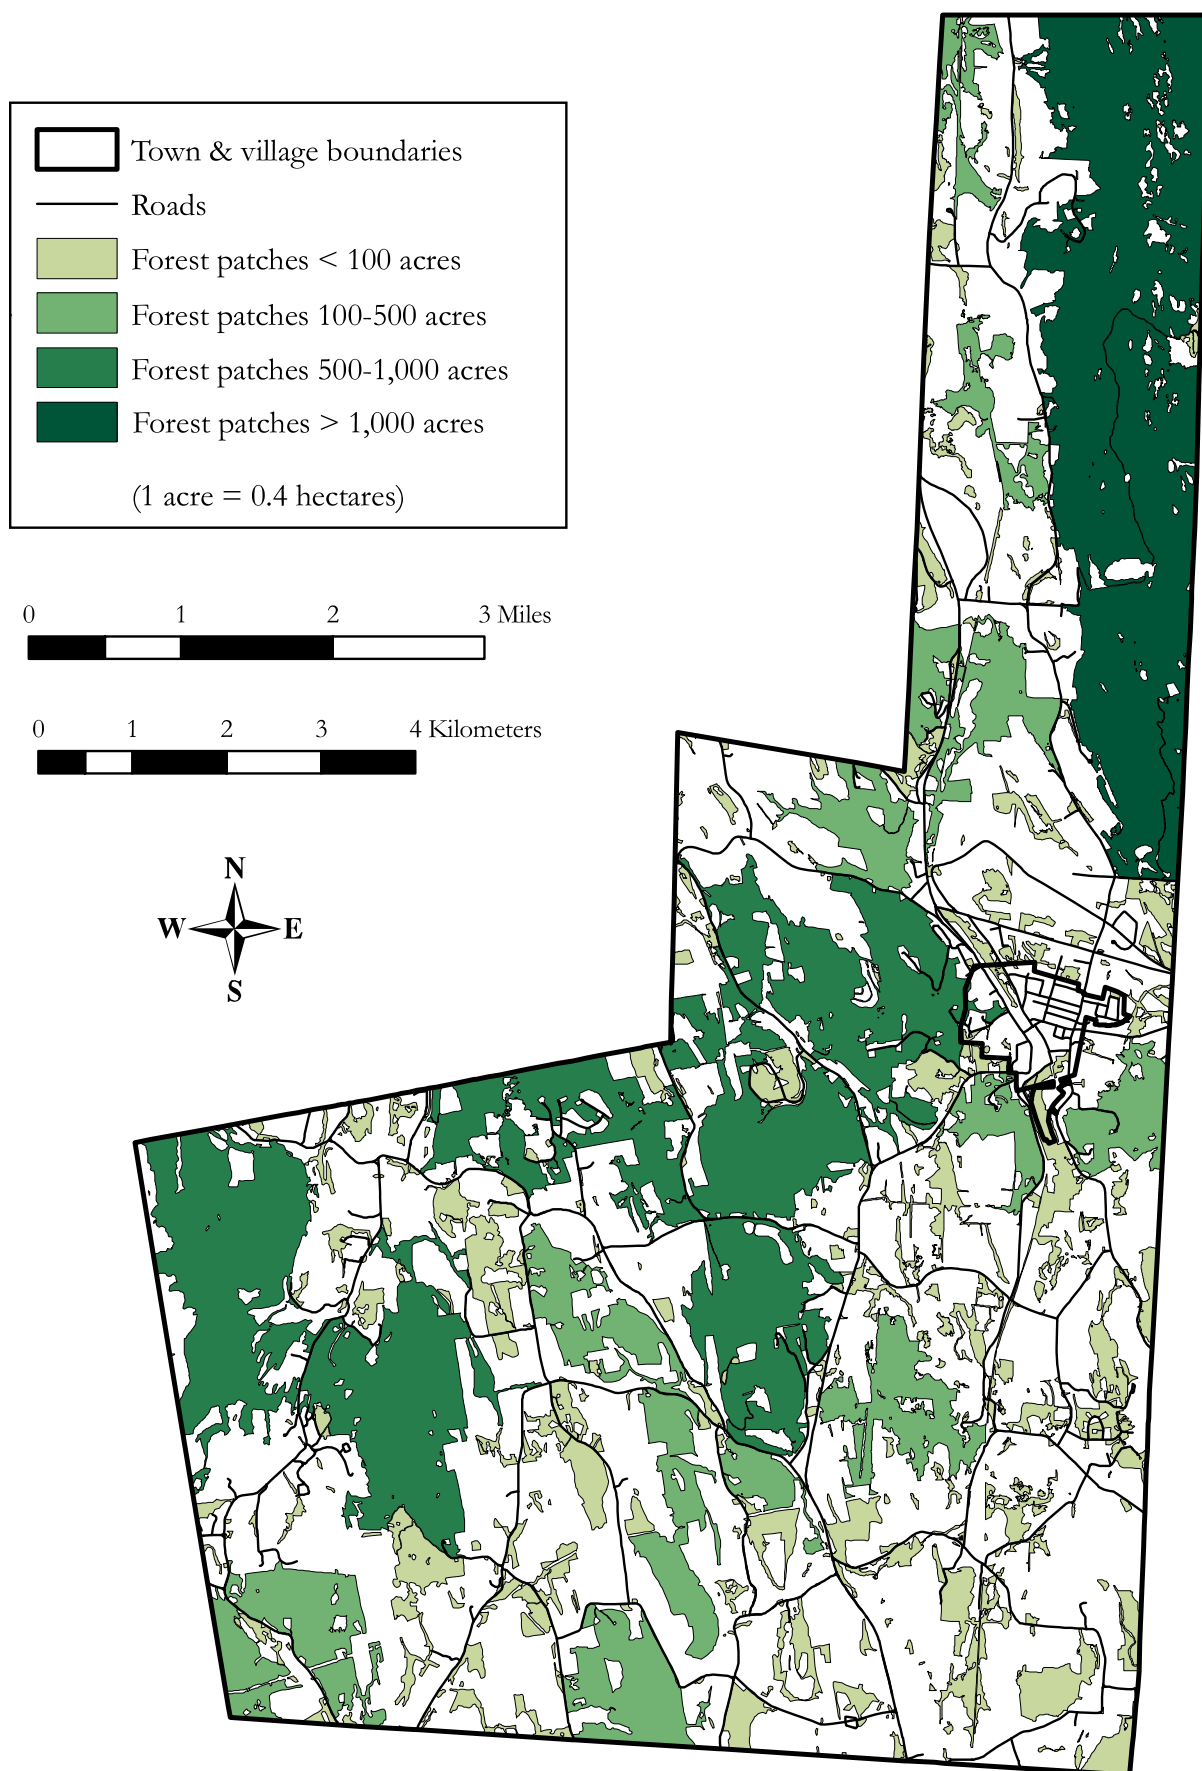 Town & village boundaries
Roads
Forest patches < 100 acres
Forest patches 100-500 acres
Forest patches 500-1,000 acres
Forest patches > 1,000 acres
(1 acre = 0.4 hectares)
0 1 2 3 Miles
0 1 2 3 4 Kilometers
N
W E
S